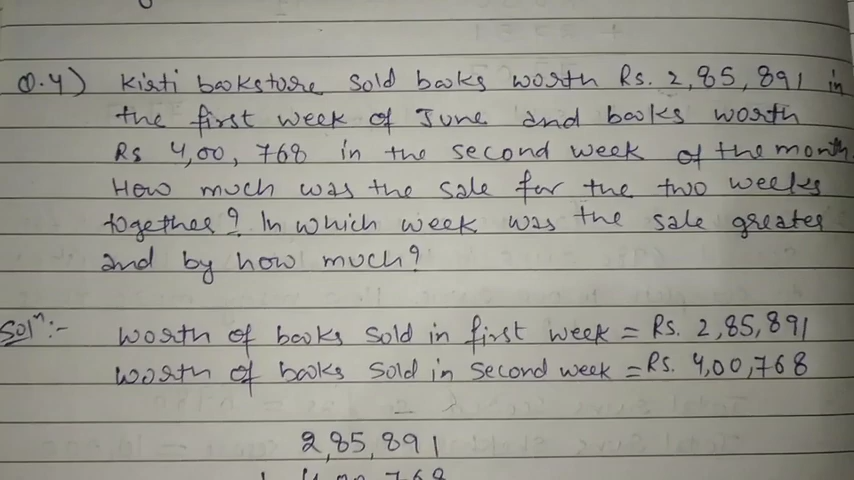 Q.4) Kirti bookstore sold books worth Rs. 2,85,891 in
the first week of June and books worth
Rs 4,00,768 in the second week of the month.
How much was the sale for the two weeks
together? In which week was the sale greater
and by how much?
Solⁿ:- Worth of books sold in first week = Rs. 2,85,891
Worth of books sold in second week = Rs. 4,00,768
2,85,891
+ 4,00,768